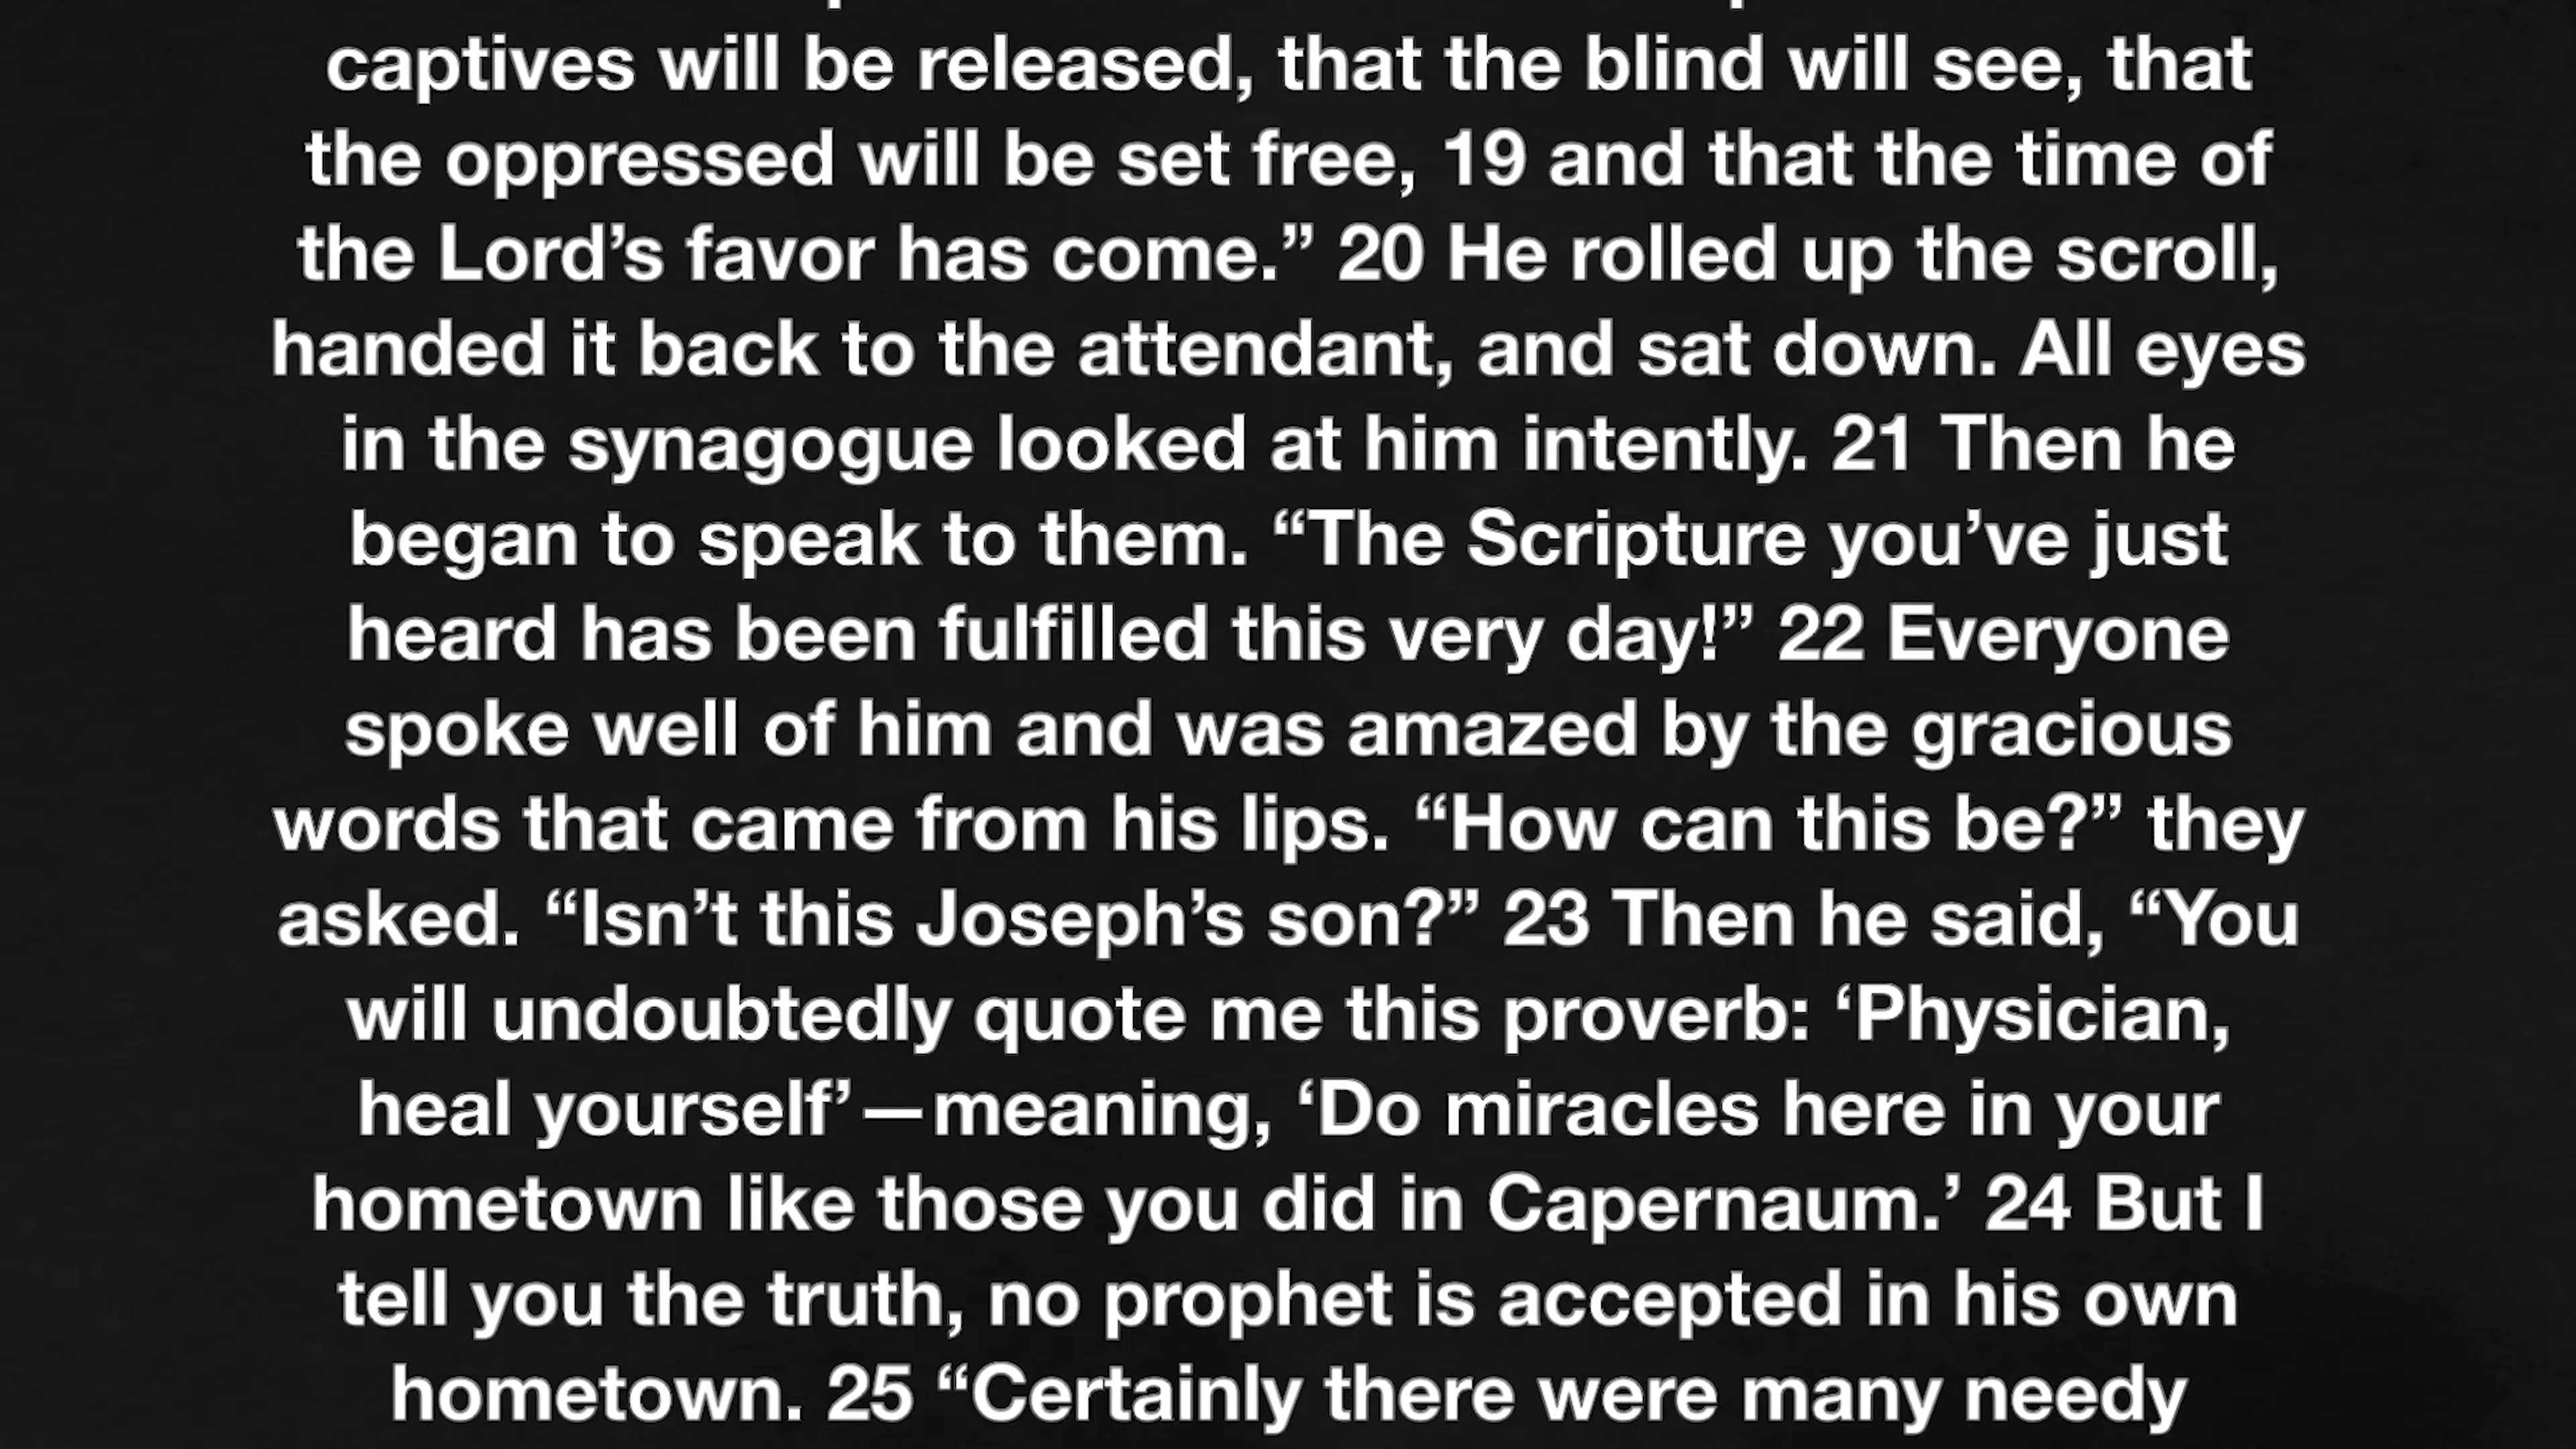 captives will be released, that the blind will see, that
the oppressed will be set free, 19 and that the time of
the Lord’s favor has come.” 20 He rolled up the scroll,
handed it back to the attendant, and sat down. All eyes
in the synagogue looked at him intently. 21 Then he
began to speak to them. “The Scripture you’ve just
heard has been fulfilled this very day!” 22 Everyone
spoke well of him and was amazed by the gracious
words that came from his lips. “How can this be?” they
asked. “Isn’t this Joseph’s son?” 23 Then he said, “You
will undoubtedly quote me this proverb: ‘Physician,
heal yourself’—meaning, ‘Do miracles here in your
hometown like those you did in Capernaum.’ 24 But I
tell you the truth, no prophet is accepted in his own
hometown. 25 “Certainly there were many needy